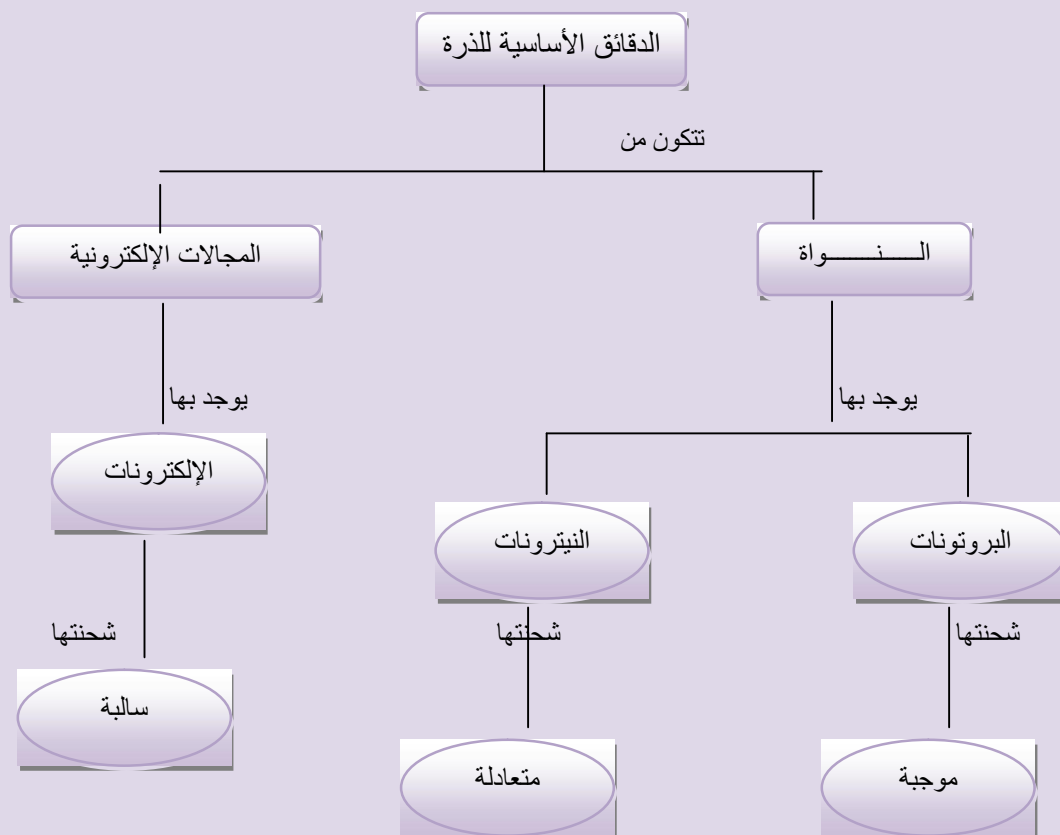 الدقائق الأساسية للذرة
تتكون من
النواة
المجالات الإلكترونية
يوجد بها
يوجد بها
البروتونات
النيترونات
الإلكترونات
شحنتها
شحنتها
شحنتها
موجبة
متعادلة
سالبة